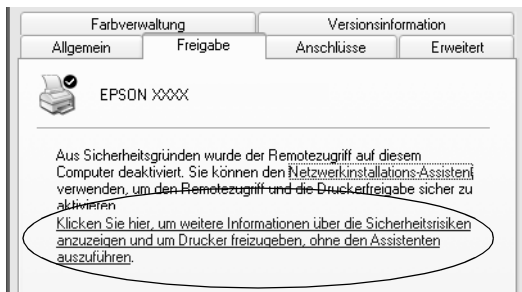 Farbverwaltung Versionsinformation
Allgemein Freigabe Anschlüsse Erweitert
EPSON XXXX
Aus Sicherheitsgründen wurde der Remotezugriff auf diesem
Computer deaktiviert. Sie können den Netzwerkinstallations-Assistent
verwenden, um den Remotezugriff und die Druckerfreigabe sicher zu
aktivieren.
Klicken Sie hier, um weitere Informationen über die Sicherheitsrisiken
anzuzeigen und um Drucker freizugeben, ohne den Assistenten
auszuführen.